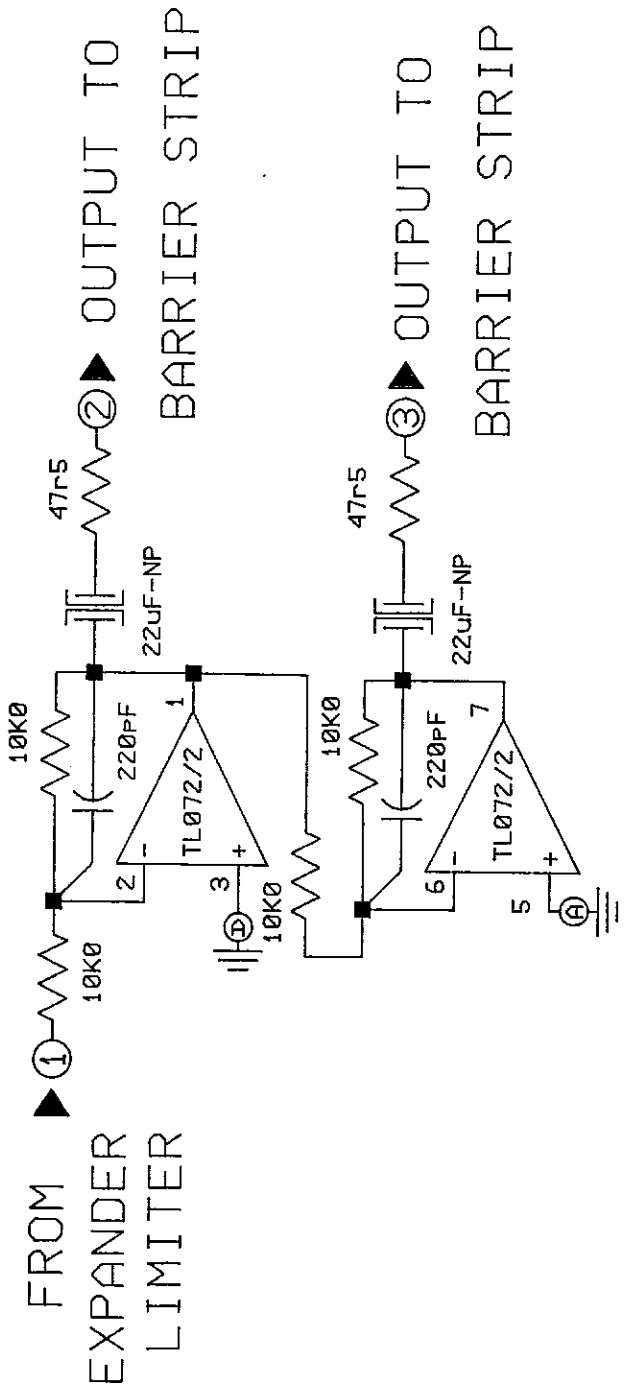 FROM
EXPANDER
LIMITER
1
10K0
10K0
220pF
2
-
3
+
TL072/2
1
A
22uF-NP
47r5
2
OUTPUT TO
BARRIER STRIP
10K0
10K0
220pF
6
-
5
+
TL072/2
7
A
22uF-NP
47r5
3
OUTPUT TO
BARRIER STRIP